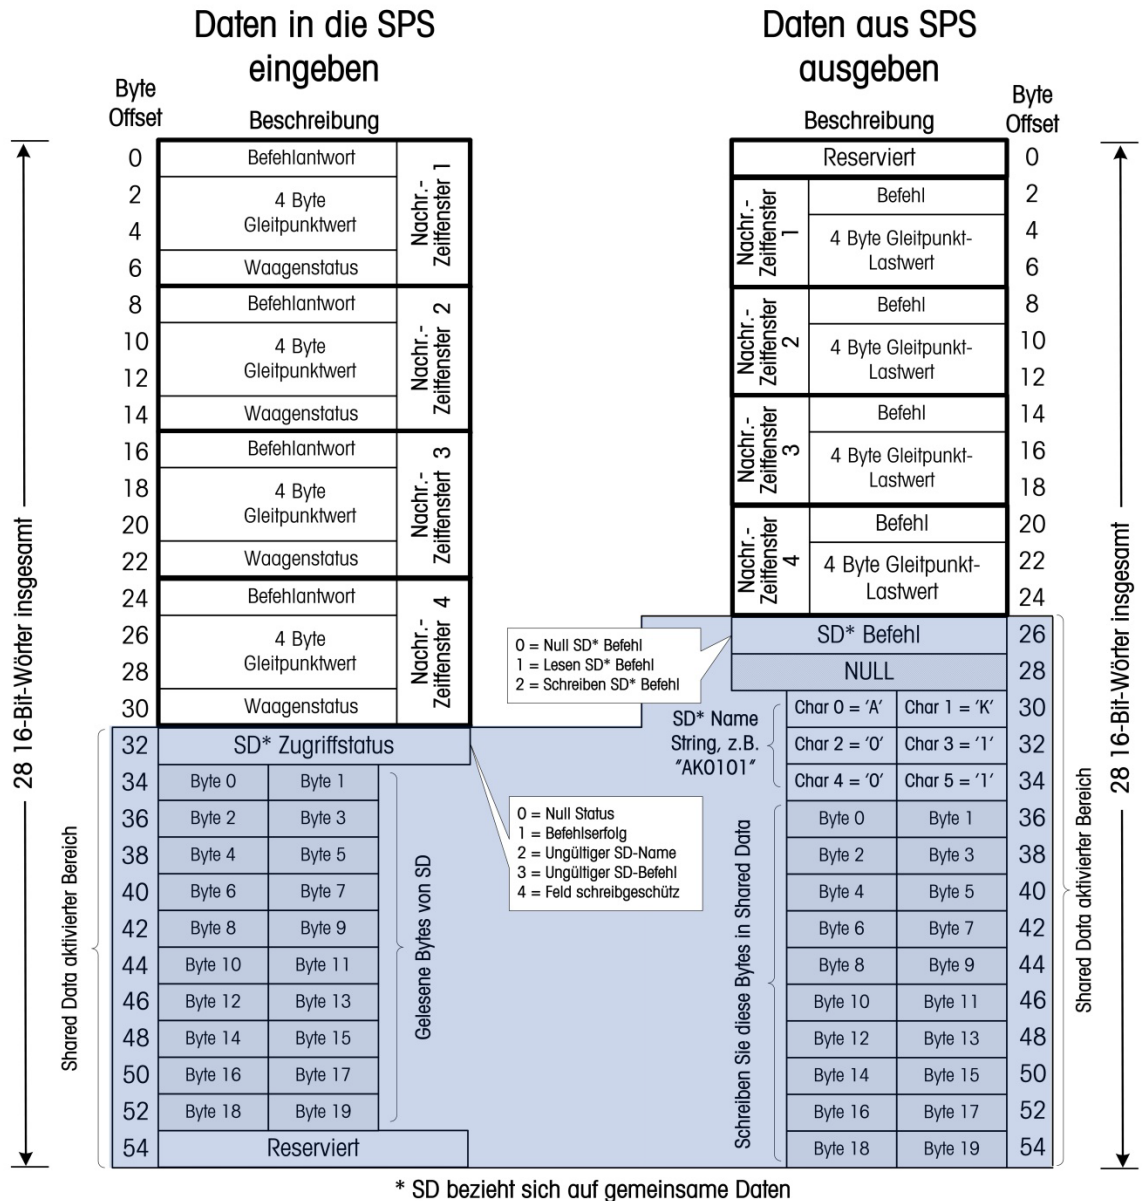 Daten in die SPS
eingeben
Daten aus SPS
ausgeben
Byte
Offset
Beschreibung
Beschreibung
Byte
Offset
28 16-Bit-Wörter insgesamt
0
Befehlantwort
2
4 Byte
Gleitpunktwert
4
6
Waagenstatus
Nachr.-
Zeitfenster 1
8
Befehlantwort
10
4 Byte
Gleitpunktwert
12
14
Waagenstatus
Nachr.-
Zeitfenster 2
16
Befehlantwort
18
4 Byte
Gleitpunktwert
20
22
Waagenstatus
Nachr.-
Zeitfenstert 3
24
Befehlantwort
26
4 Byte
Gleitpunktwert
28
30
Waagenstatus
Nachr.-
Zeitfenster 4
Shared Data aktivierter Bereich
32
SD* Zugriffstatus
34 Byte 0 Byte 1
36 Byte 2 Byte 3
38 Byte 4 Byte 5
40 Byte 6 Byte 7
42 Byte 8 Byte 9
44 Byte 10 Byte 11
46 Byte 12 Byte 13
48 Byte 14 Byte 15
50 Byte 16 Byte 17
52 Byte 18 Byte 19
54 Reserviert
Gelesene Bytes von SD
0 = Null Status
1 = Befehlserfolg
2 = Ungültiger SD-Name
3 = Ungültiger SD-Befehl
4 = Feld schreibgeschütz
Reserviert 0
Nachr.-
Zeitfenster
1
Befehl 2
4 Byte Gleitpunkt-
Lastwert
4
6
Nachr.-
Zeitfenster
2
Befehl 8
4 Byte Gleitpunkt-
Lastwert
10
12
Nachr.-
Zeitfenster
3
Befehl 14
4 Byte Gleitpunkt-
Lastwert
16
18
Nachr.-
Zeitfenster
4
Befehl 20
4 Byte Gleitpunkt-
Lastwert
22
24
0 = Null SD* Befehl
1 = Lesen SD* Befehl
2 = Schreiben SD* Befehl
SD* Befehl 26
NULL 28
SD* Name
String, z.B.
"AK0101"
Char 0 = 'A' Char 1 = 'K' 30
Char 2 = '0' Char 3 = '1' 32
Char 4 = '0' Char 5 = '1' 34
Schreiben Sie diese Bytes in Shared Data
Byte 0 Byte 1 36
Byte 2 Byte 3 38
Byte 4 Byte 5 40
Byte 6 Byte 7 42
Byte 8 Byte 9 44
Byte 10 Byte 11 46
Byte 12 Byte 13 48
Byte 14 Byte 15 50
Byte 16 Byte 17 52
Byte 18 Byte 19 54
Shared Data aktivierter Bereich
28 16-Bit-Wörter insgesamt
* SD bezieht sich auf gemeinsame Daten